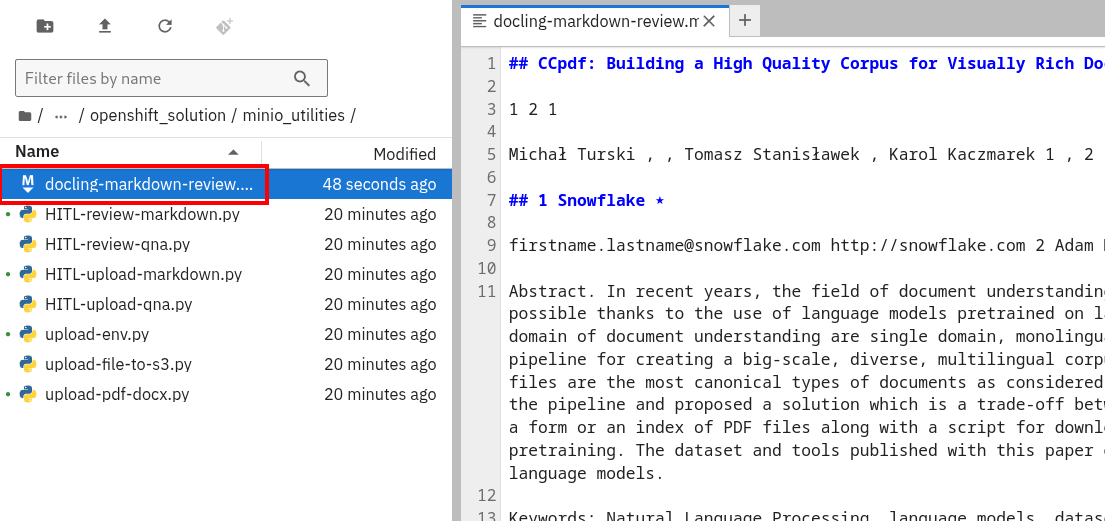 Filter files by name
/ ... / openshift_solution / minio_utilities /
Name Modified
docling-markdown-review.... 48 seconds ago
HITL-review-markdown.py 20 minutes ago
HITL-review-qna.py 20 minutes ago
HITL-upload-markdown.py 20 minutes ago
HITL-upload-qna.py 20 minutes ago
upload-env.py 20 minutes ago
upload-file-to-s3.py 20 minutes ago
upload-pdf-docx.py 20 minutes ago
docling-markdown-review.m
1 ## CCpdf: Building a High Quality Corpus for Visually Rich Do
2
3 1 2 1
4
5 Michał Turski , , Tomasz Stanisławek , Karol Kaczmarek 1 , 2
6
7 ## 1 Snowflake ⋆
8
9 firstname.lastname@snowflake.com http://snowflake.com 2 Adam
10
11 Abstract. In recent years, the field of document understanding
possible thanks to the use of language models pretrained on la
domain of document understanding are single domain, monolingua
pipeline for creating a big-scale, diverse, multilingual corpu
files are the most canonical types of documents as considered
the pipeline and proposed a solution which is a trade-off betw
a form or an index of PDF files along with a script for downl
pretraining. The dataset and tools published with this paper
language models.
12
13 Keywords: Natural Language Processing, language models, datase